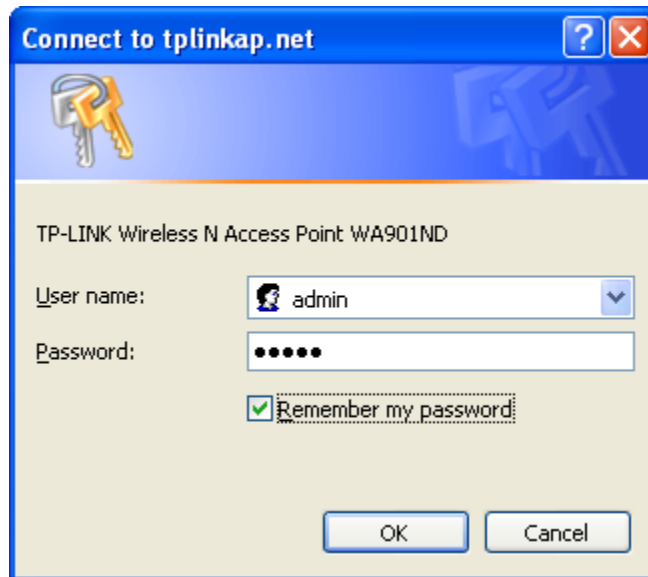 Connect to tplinkap.net
TP-LINK Wireless N Access Point WA901ND
User name: admin
Password: •••••
Remember my password
OK Cancel